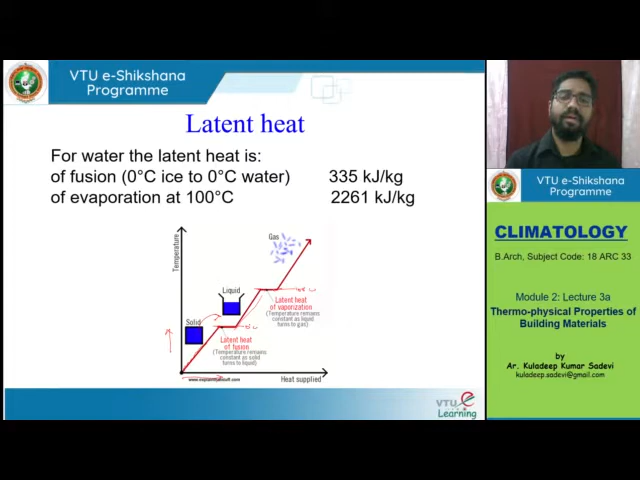 VTU e-Shikshana
Programme
Latent heat
For water the latent heat is:
of fusion (0°C ice to 0°C water) 335 kJ/kg
of evaporation at 100°C 2261 kJ/kg
Temperature
Gas
Liquid
Solid
Latent heat
of vaporization
(Temperature remains
constant as liquid
turns to gas)
Latent heat
of fusion
(Temperature remains
constant as solid
turns to liquid)
www.explainthatstuff.com
Heat supplied
VTU e
Learning
VTU e-Shikshana
Programme
CLIMATOLOGY
B.Arch, Subject Code: 18 ARC 33
Module 2: Lecture 3a
Thermo-physical Properties of
Building Materials
by
Ar. Kuladeep Kumar Sadevi
kuladeep.sadevi@gmail.com